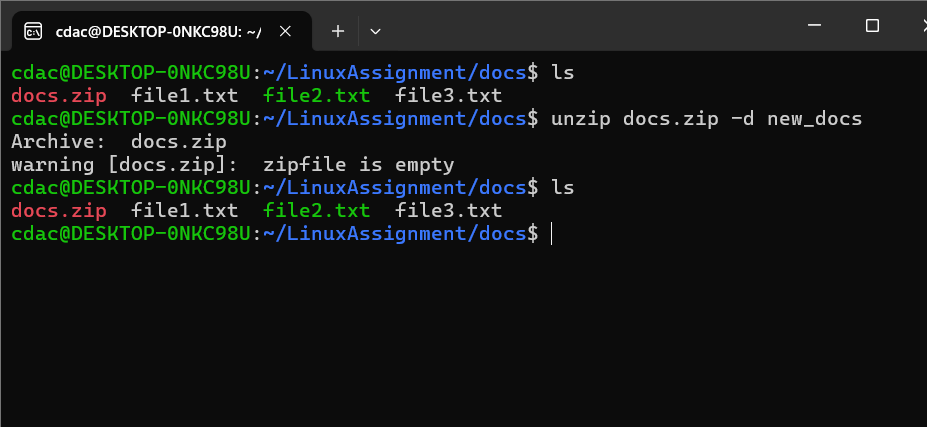 cdac@DESKTOP-0NKC98U: ~/
cdac@DESKTOP-0NKC98U:~/LinuxAssignment/docs$ ls
docs.zip  file1.txt  file2.txt  file3.txt
cdac@DESKTOP-0NKC98U:~/LinuxAssignment/docs$ unzip docs.zip -d new_docs
Archive:  docs.zip
warning [docs.zip]:  zipfile is empty
cdac@DESKTOP-0NKC98U:~/LinuxAssignment/docs$ ls
docs.zip  file1.txt  file2.txt  file3.txt
cdac@DESKTOP-0NKC98U:~/LinuxAssignment/docs$